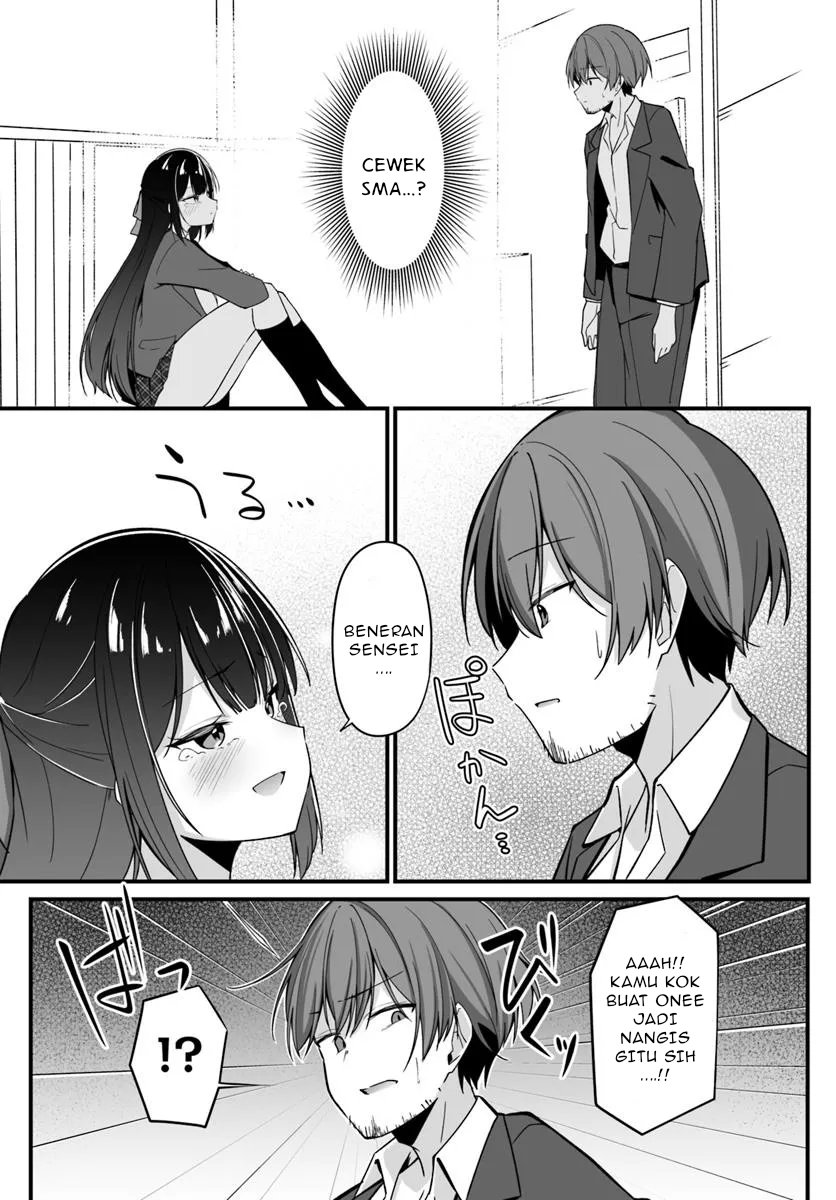 CEWEK
SMA...?
ぽかん...
BENERAN
SENSEI
....
うる...
びくッ
AAAH!!
KAMU KOK
BUAT ONEE
JADI
NANGIS
GITU SIH
....!!
ばっ
!?